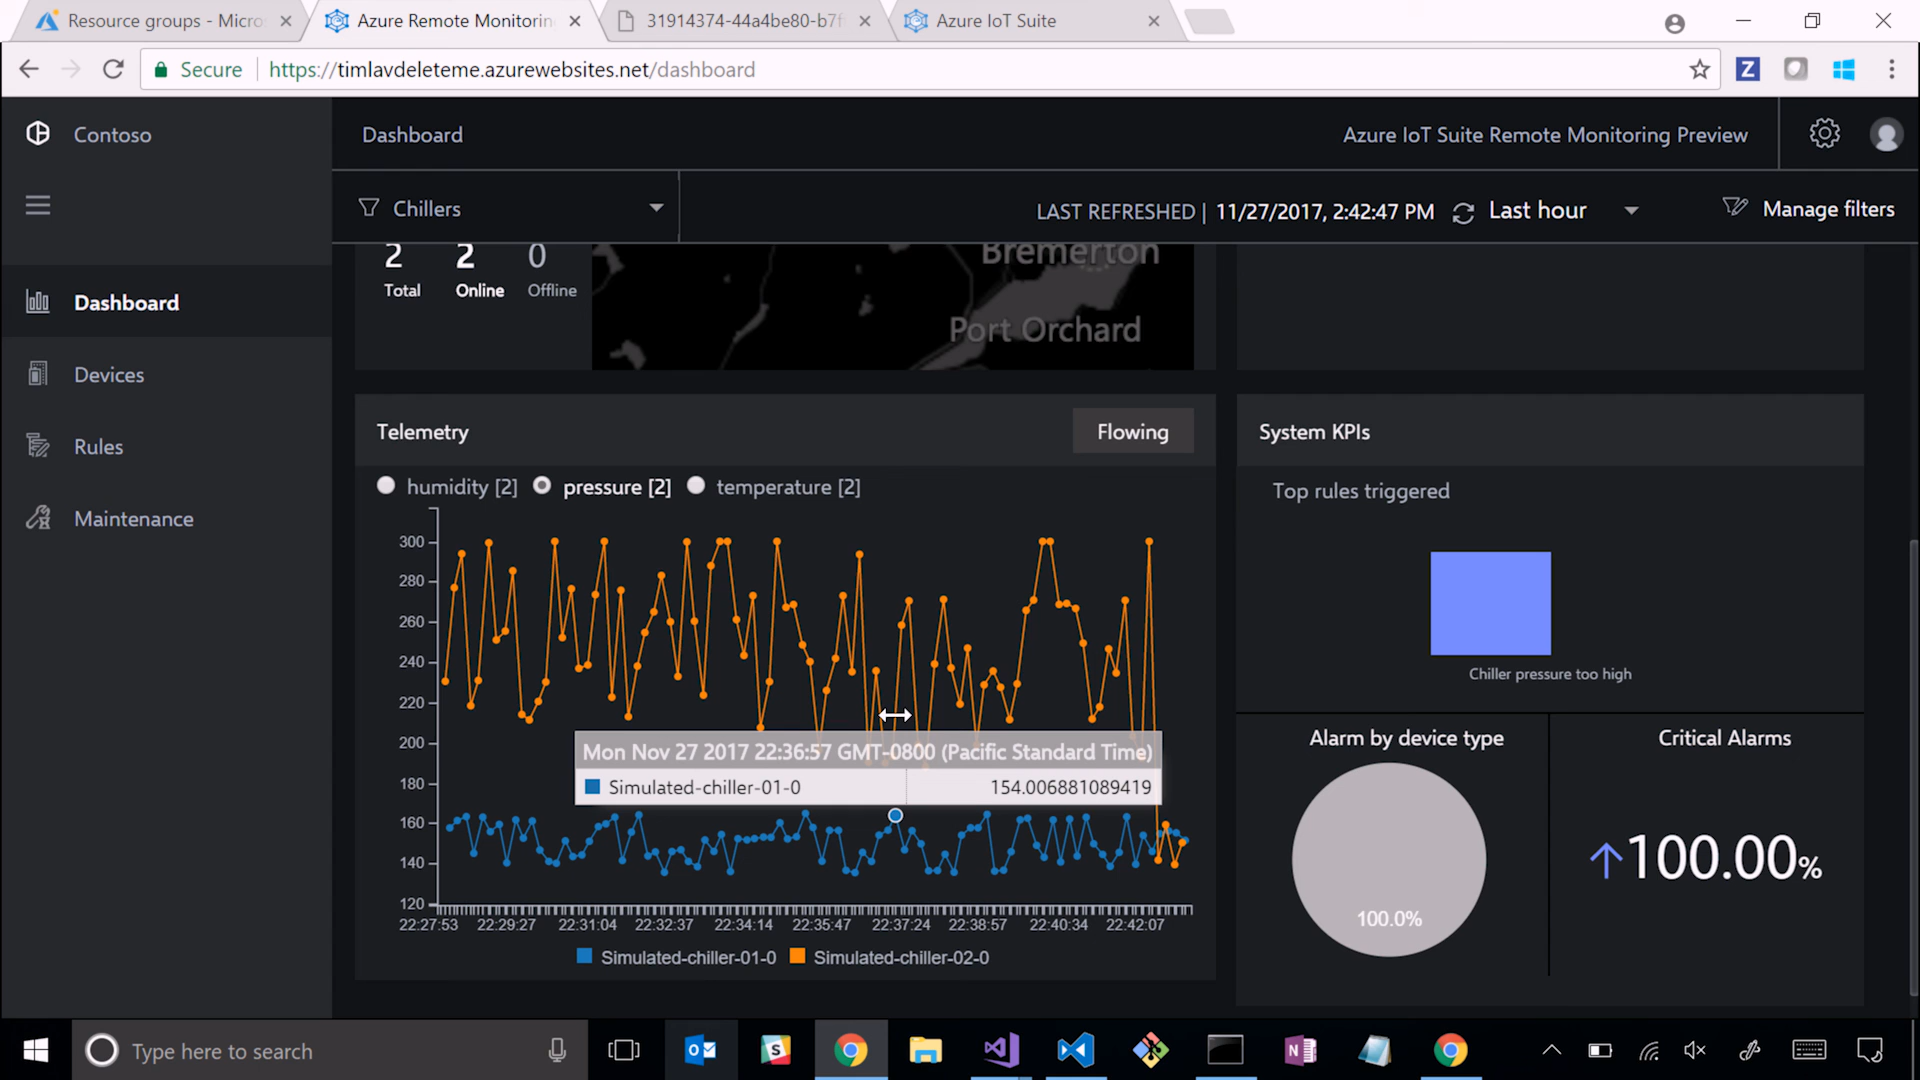 Resource groups - Micros
Azure Remote Monitorin
31914374-44a4be80-b7f
Azure IoT Suite
Secure
https://timlavdeleteme.azurewebsites.net/dashboard
Contoso
Dashboard
Azure IoT Suite Remote Monitoring Preview
Chillers
LAST REFRESHED | 11/27/2017, 2:42:47 PM
Last hour
Manage filters
Dashboard
Devices
Rules
Maintenance
2 2 0
Total Online Offline
Bremerton
Port Orchard
Telemetry
Flowing
humidity [2] pressure [2] temperature [2]
300
280
260
240
220
200
180
160
140
120
Mon Nov 27 2017 22:36:57 GMT-0800 (Pacific Standard Time)
Simulated-chiller-01-0 154.006881089419
22:27:53 22:29:27 22:31:04 22:32:37 22:34:14 22:35:47 22:37:24 22:38:57 22:40:34 22:42:07
Simulated-chiller-01-0 Simulated-chiller-02-0
System KPIs
Top rules triggered
Chiller pressure too high
Alarm by device type
100.0%
Critical Alarms
100.00%
Type here to search